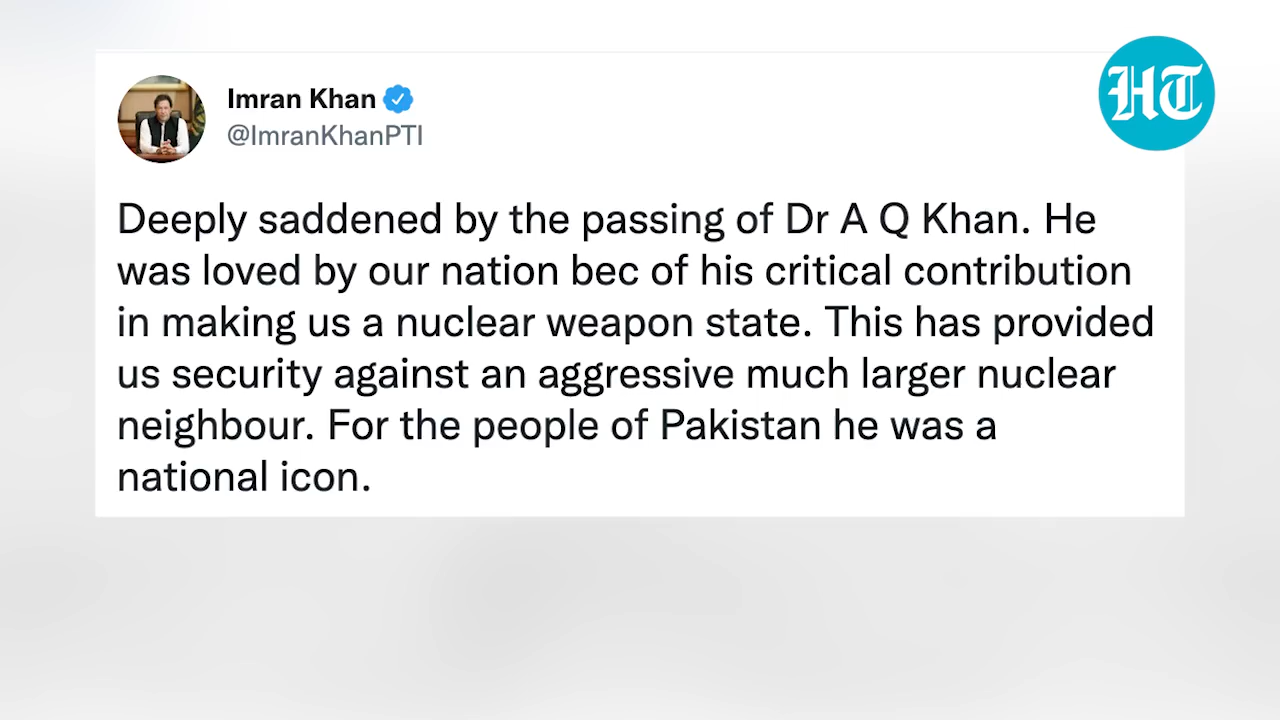 HT
Imran Khan
@ImranKhanPTI
Deeply saddened by the passing of Dr A Q Khan. He
was loved by our nation bec of his critical contribution
in making us a nuclear weapon state. This has provided
us security against an aggressive much larger nuclear
neighbour. For the people of Pakistan he was a
national icon.